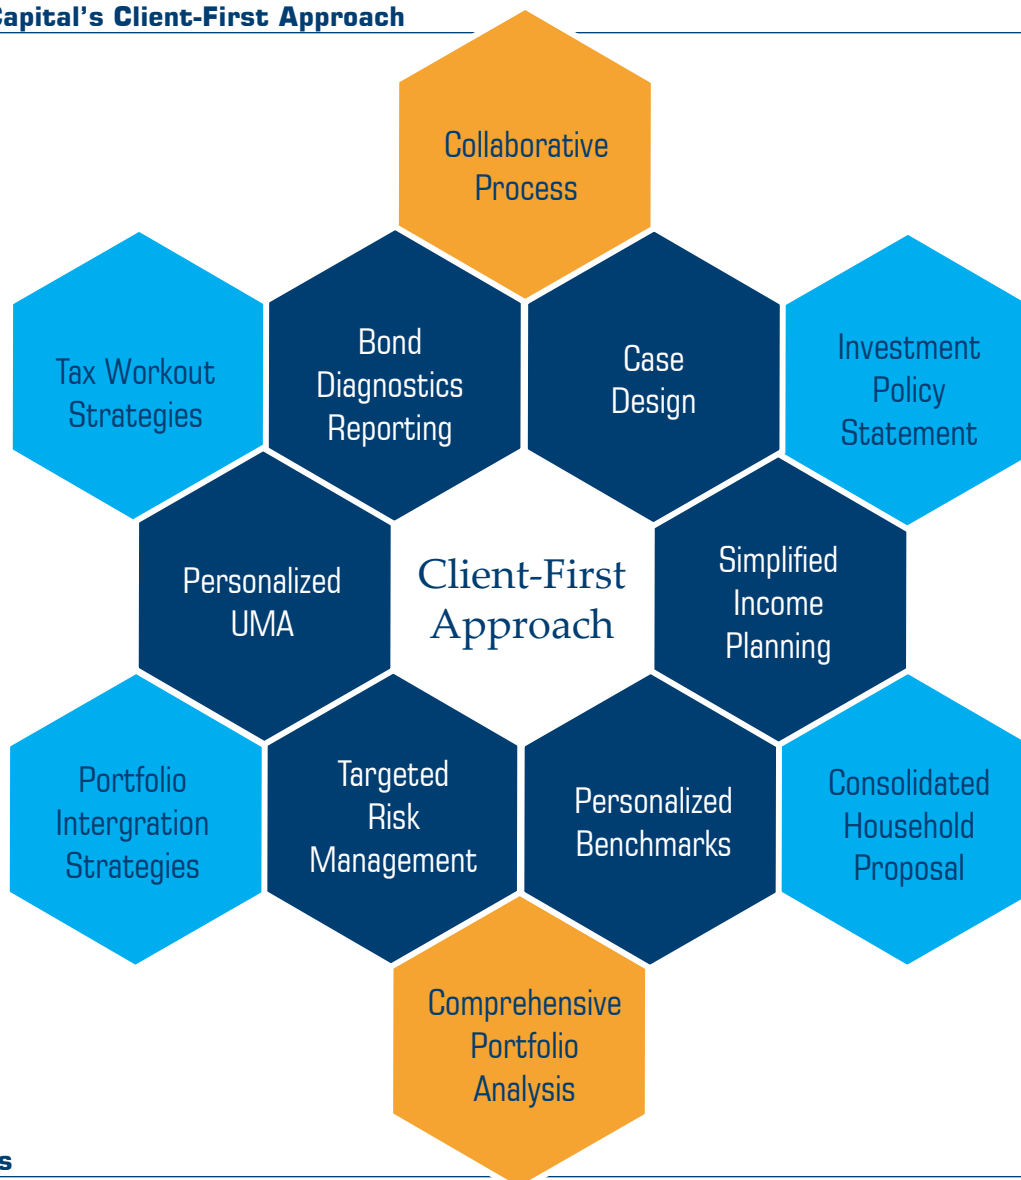 Capital's Client-First Approach
Collaborative
Process
Tax Workout
Strategies
Bond
Diagnostics
Reporting
Case
Design
Investment
Policy
Statement
Personalized
UMA
Client-First
Approach
Simplified
Income
Planning
Portfolio
Intergration
Strategies
Targeted
Risk
Management
Personalized
Benchmarks
Consolidated
Household
Proposal
Comprehensive
Portfolio
Analysis
s